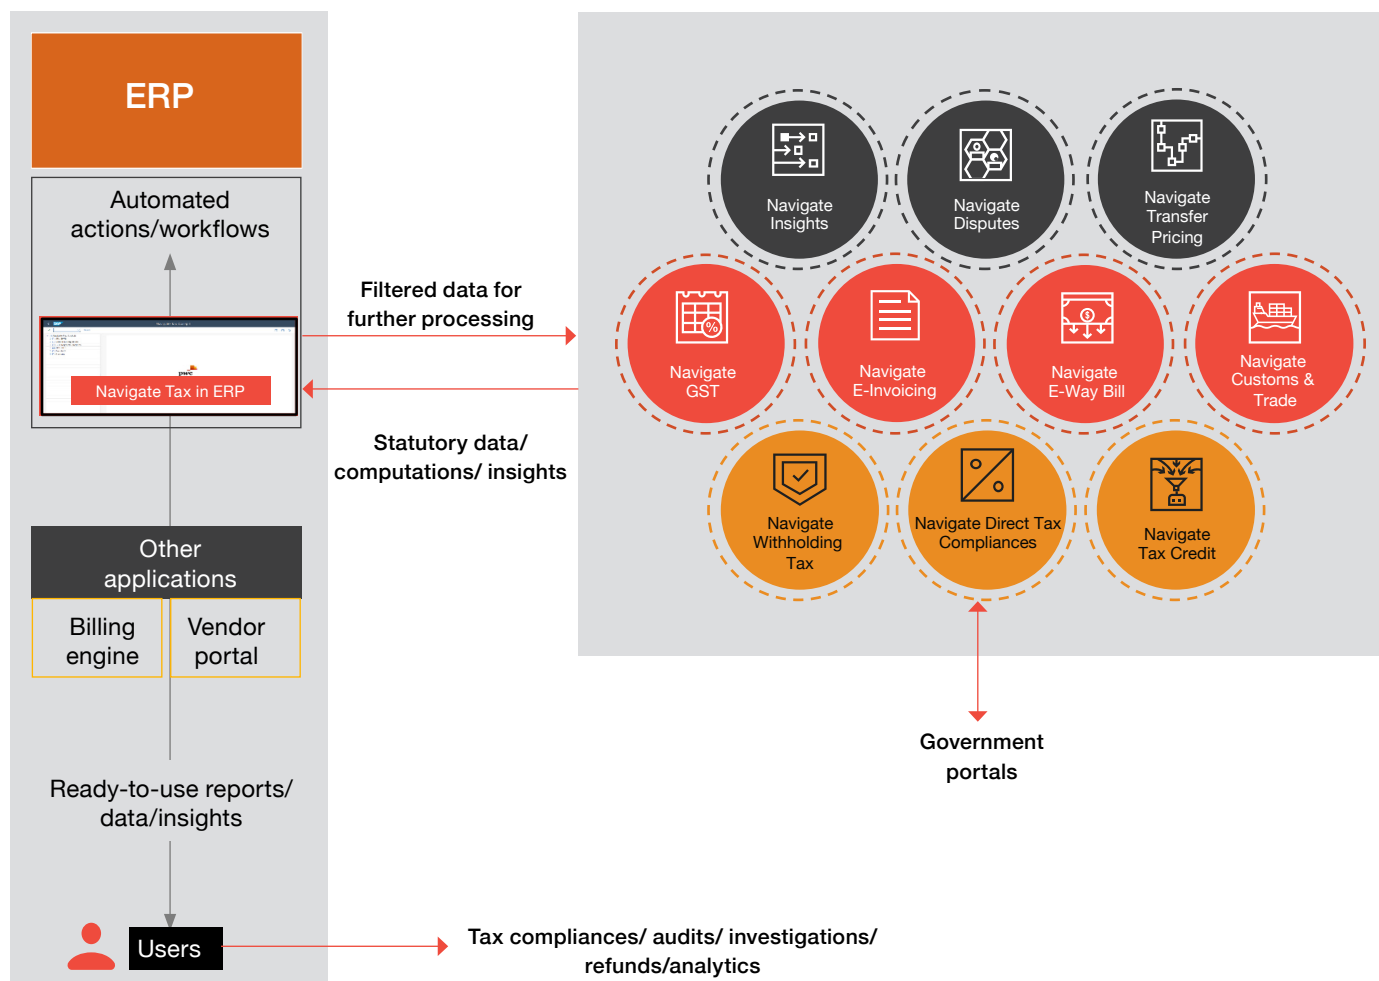 ERP
Automated
actions/workflows
pwc
Navigate Tax in ERP
Other
applications
Billing
engine
Vendor
portal
Ready-to-use reports/
data/insights
Users
Filtered data for
further processing
Statutory data/
computations/ insights
Navigate
Insights
Navigate
Disputes
Navigate
Transfer
Pricing
Navigate
GST
Navigate
E-Invoicing
Navigate
E-Way Bill
Navigate
Customs &
Trade
Navigate
Withholding
Tax
Navigate Direct Tax
Compliances
Navigate
Tax Credit
Government
portals
Tax compliances/ audits/ investigations/
refunds/analytics